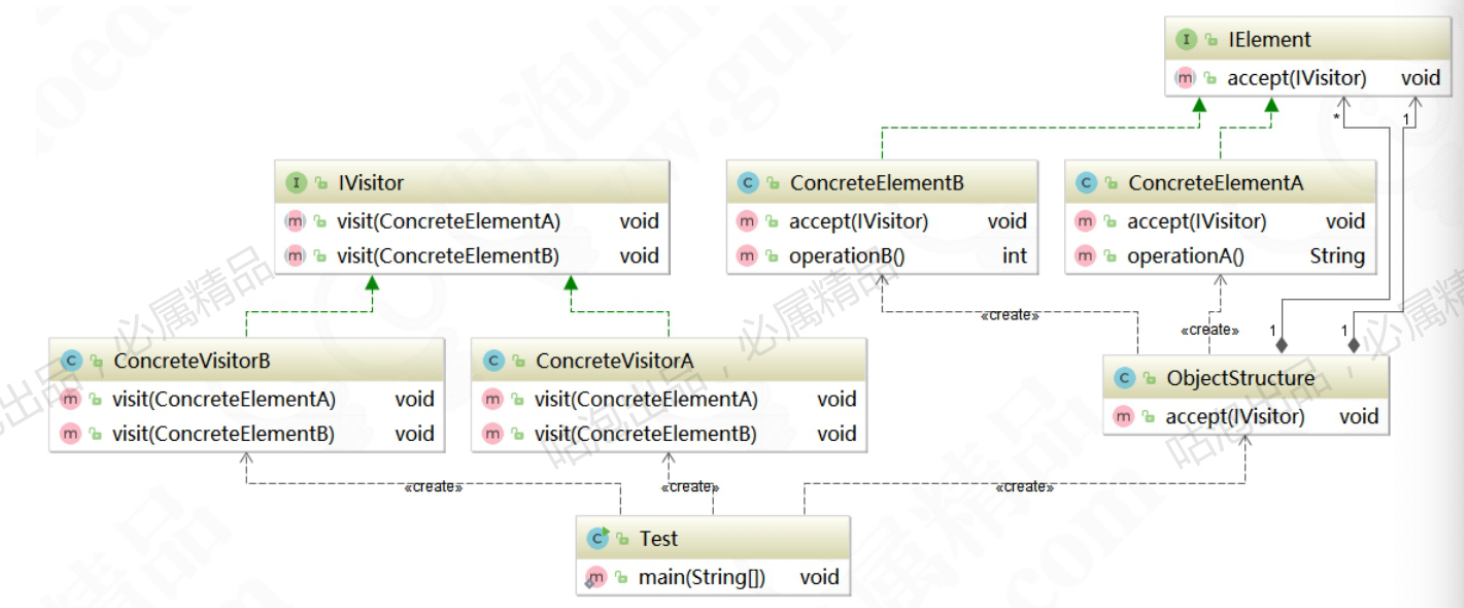 IElement
accept(IVisitor) void
* 1
IVisitor
visit(ConcreteElementA) void
visit(ConcreteElementB) void
ConcreteElementB
accept(IVisitor) void
operationB() int
ConcreteElementA
accept(IVisitor) void
operationA() String
«create»
«create»
1 1
ConcreteVisitorB
visit(ConcreteElementA) void
visit(ConcreteElementB) void
ConcreteVisitorA
visit(ConcreteElementA) void
visit(ConcreteElementB) void
ObjectStructure
accept(IVisitor) void
«create»
«create»
«create»
Test
main(String[]) void
咕泡出品，必属精品